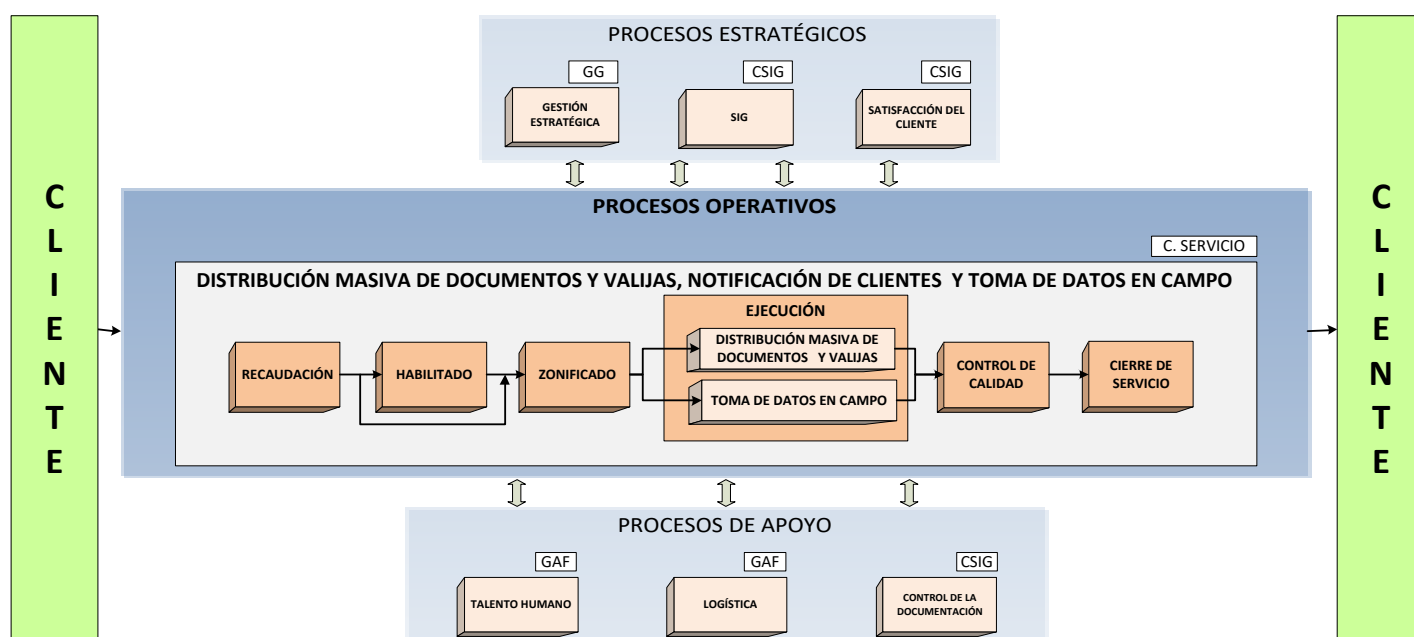 PROCESOS ESTRATÉGICOS
GG
CSIG
CSIG
GESTIÓN
ESTRATÉGICA
SIG
SATISFACCIÓN DEL
CLIENTE
C
L
I
E
N
T
E
PROCESOS OPERATIVOS
C. SERVICIO
DISTRIBUCIÓN MASIVA DE DOCUMENTOS Y VALIJAS, NOTIFICACIÓN DE CLIENTES Y TOMA DE DATOS EN CAMPO
RECAUDACIÓN
HABILITADO
ZONIFICADO
EJECUCIÓN
DISTRIBUCIÓN MASIVA DE
DOCUMENTOS Y VALIJAS
TOMA DE DATOS EN CAMPO
CONTROL DE
CALIDAD
CIERRE DE
SERVICIO
C
L
I
E
N
T
E
PROCESOS DE APOYO
GAF
GAF
CSIG
TALENTO HUMANO
LOGÍSTICA
CONTROL DE LA
DOCUMENTACIÓN